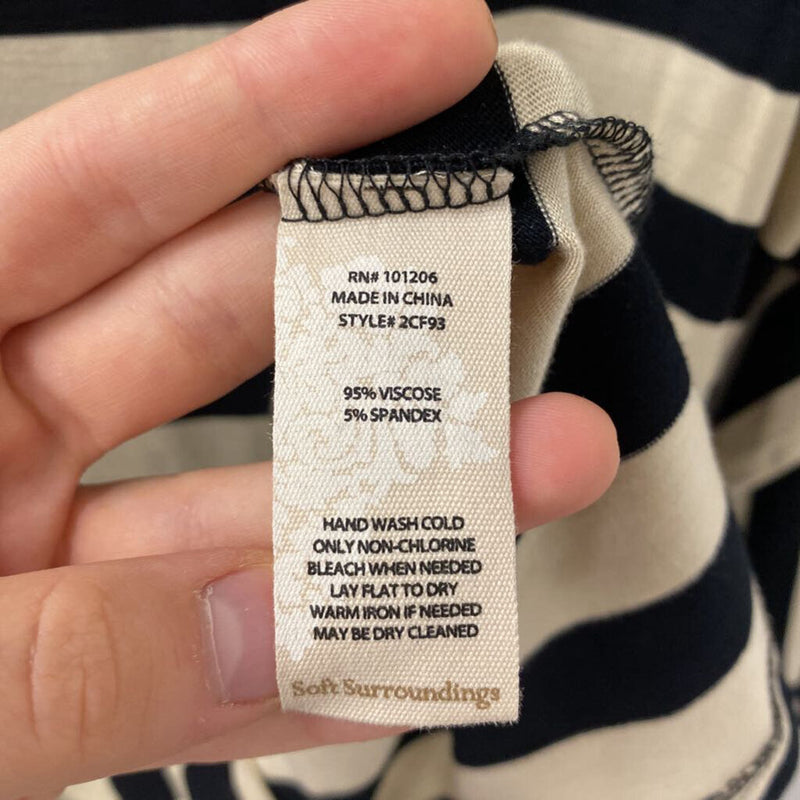 RN# 101206
MADE IN CHINA
STYLE# 2CF93
95% VISCOSE
5% SPANDEX
HAND WASH COLD
ONLY NON-CHLORINE
BLEACH WHEN NEEDED
LAY FLAT TO DRY
WARM IRON IF NEEDED
MAY BE DRY CLEANED
Soft Surroundings